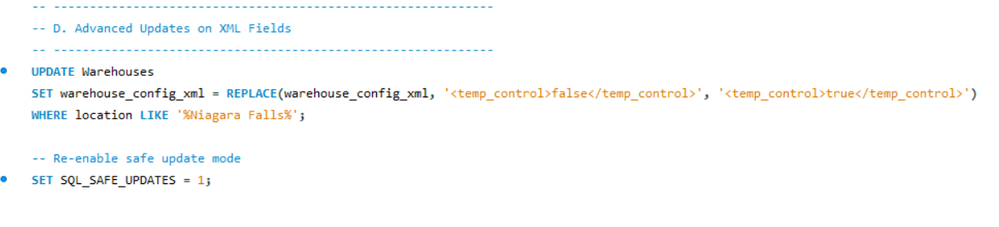 -- -------------------------------------------------------------
-- D. Advanced Updates on XML Fields
-- -------------------------------------------------------------
UPDATE Warehouses
SET warehouse_config_xml = REPLACE(warehouse_config_xml, '<temp_control>false</temp_control>', '<temp_control>true</temp_control>')
WHERE location LIKE '%Niagara Falls%';
-- Re-enable safe update mode
SET SQL_SAFE_UPDATES = 1;